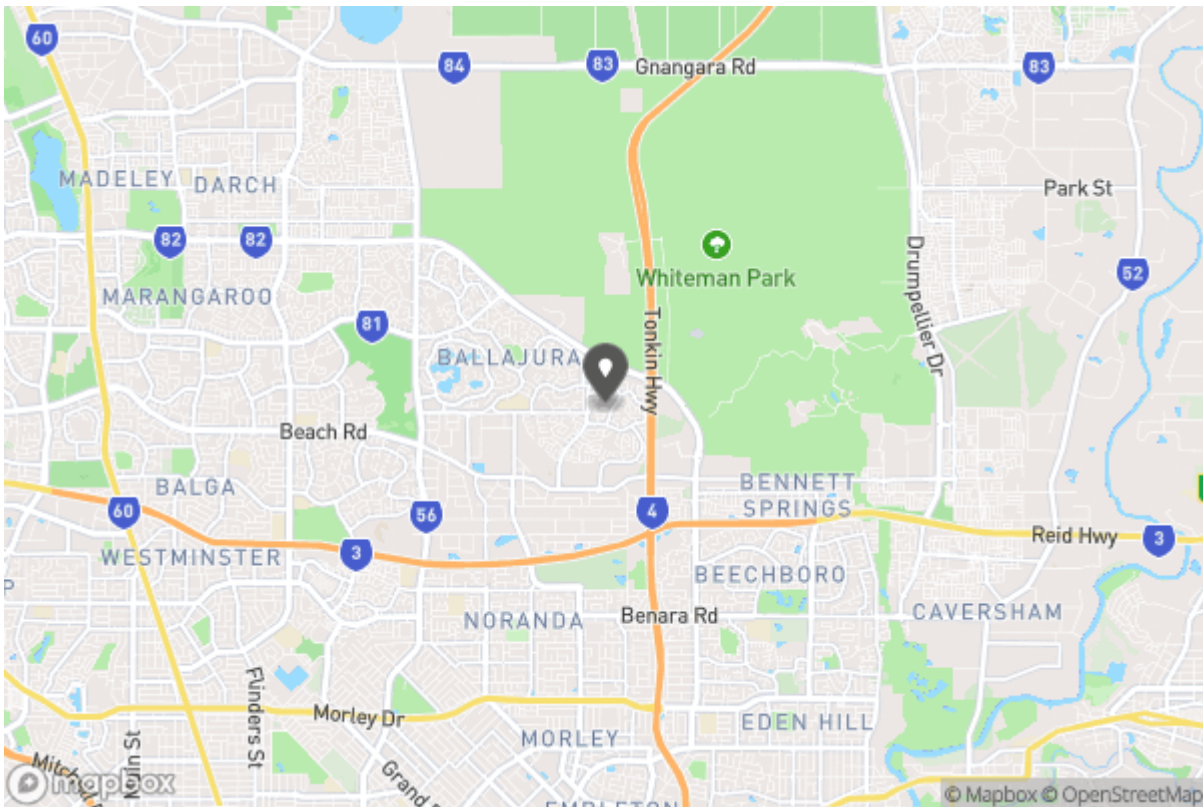 60
84
83
Gnangara Rd
83
MADELEY
DARCH
Park St
82
82
Whiteman Park
Drumpellier Dr
52
MARANGAROO
81
Tonkin Hwy
BALLAJURA
Beach Rd
BALGA
BENNETT
SPRINGS
60
56
4
3
Reid Hwy
3
WESTMINSTER
BEECHBORO
NORANDA
Benara Rd
CAVERSHAM
Flinders St
Morley Dr
EDEN HILL
MORLEY
mapbox
© Mapbox © OpenStreetMap